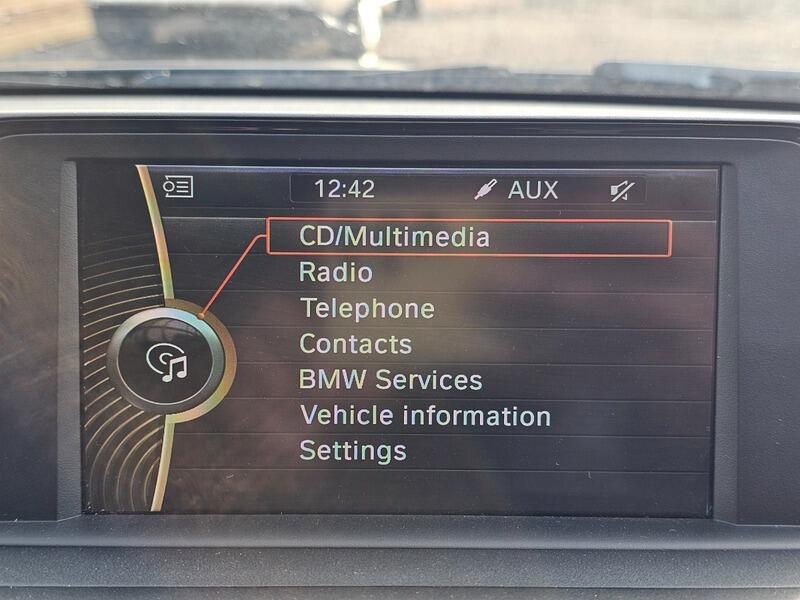 12:42 AUX
CD/Multimedia
Radio
Telephone
Contacts
BMW Services
Vehicle information
Settings